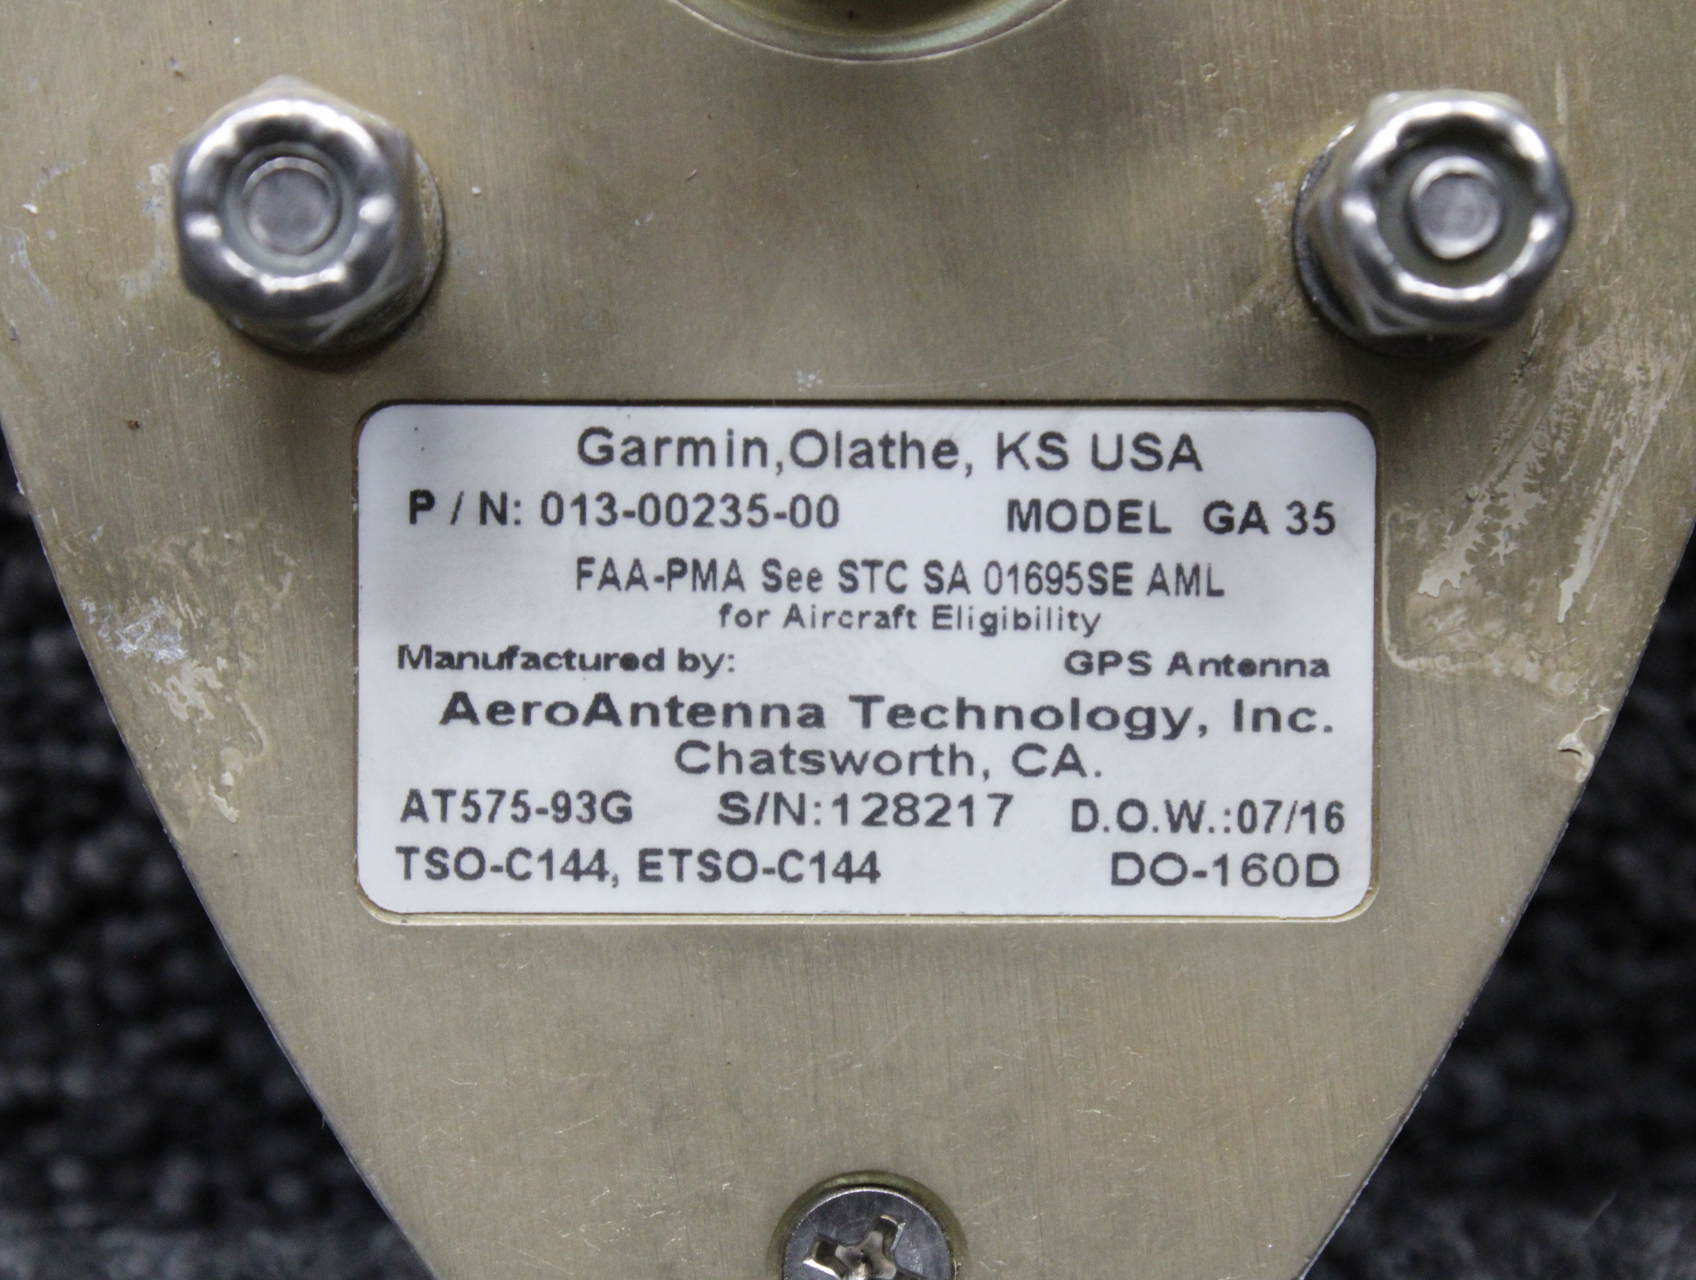 Garmin,Olathe, KS USA
P / N: 013-00235-00 MODEL GA 35
FAA-PMA See STC SA 01695SE AML
for Aircraft Eligibility
Manufactured by: GPS Antenna
AeroAntenna Technology, Inc.
Chatsworth, CA.
AT575-93G S/N:128217 D.O.W.:07/16
TSO-C144, ETSO-C144 DO-160D